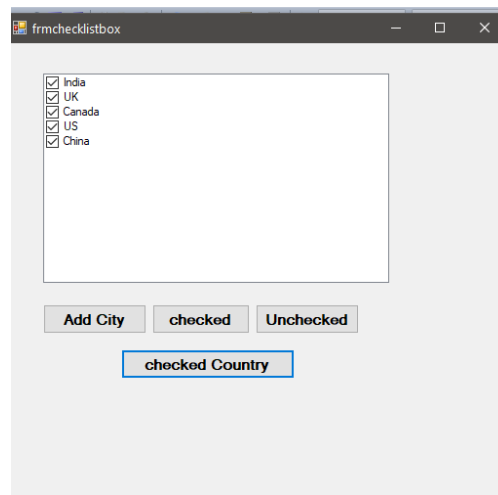 frmchecklistbox
India
UK
Canada
US
China
Add City checked Unchecked
checked Country